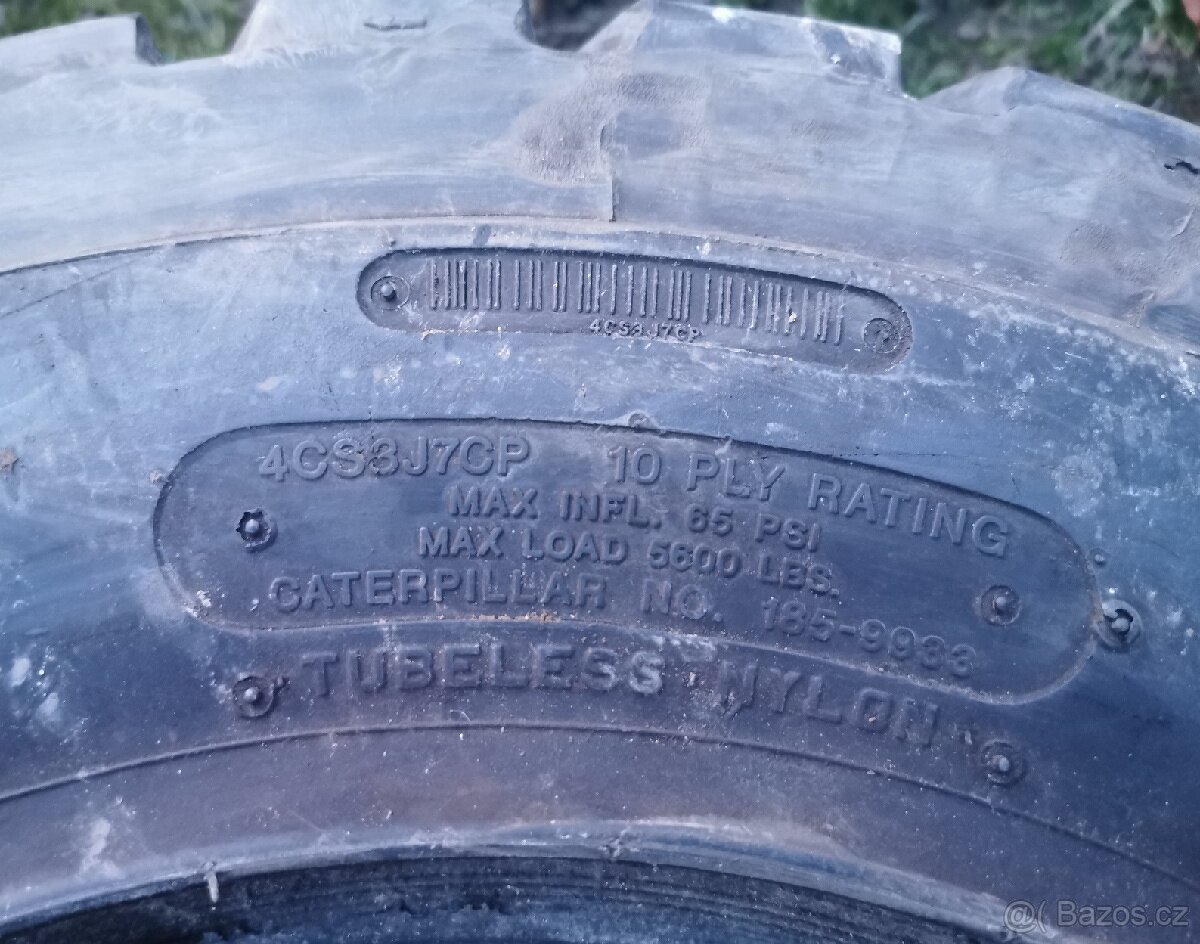 4CS3J7CP
4CS3J7CP 10 PLY RATING
MAX INFL. 65 PSI
MAX LOAD 5600 LBS.
CATERPILLAR NO. 185-9933
TUBELESS NYLON
@( Bazos.cz